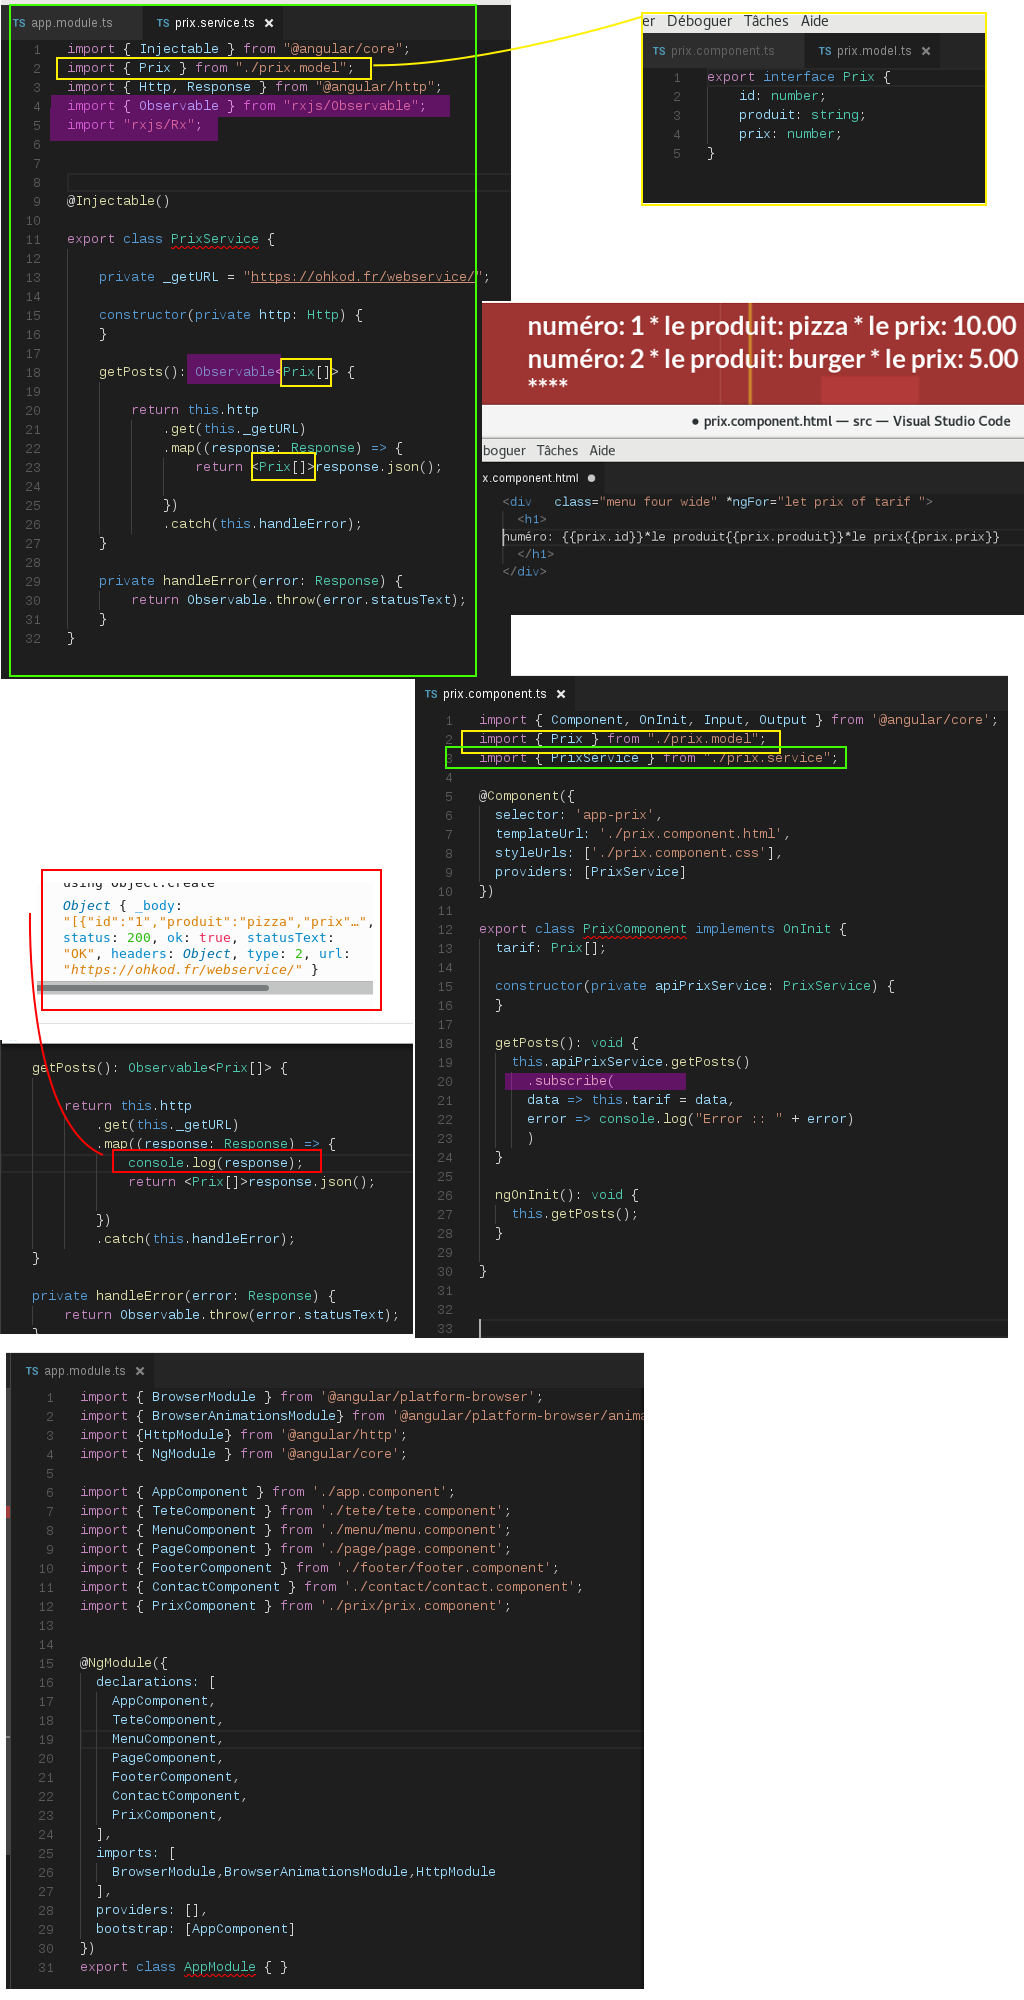 TS app.module.ts TS prix.service.ts ×
1 import { Injectable } from "@angular/core";
2 import { Prix } from "./prix.model";
3 import { Http, Response } from "@angular/http";
4 import { Observable } from "rxjs/Observable";
5 import "rxjs/Rx";
6
7
8
9 @Injectable()
10
11 export class PrixService {
12
13 private _getURL = "https://ohkod.fr/webservice/";
14
15 constructor(private http: Http) {
16 }
17
18 getPosts(): Observable<Prix[]> {
19
20 return this.http
21 .get(this._getURL)
22 .map((response: Response) => {
23 return <Prix[]>response.json();
24
25 })
26 .catch(this.handleError);
27 }
28
29 private handleError(error: Response) {
30 return Observable.throw(error.statusText);
31 }
32 }
er Déboguer Tâches Aide
TS prix.component.ts TS prix.model.ts ×
1 export interface Prix {
2 id: number;
3 produit: string;
4 prix: number;
5 }
numéro: 1 * le produit: pizza * le prix: 10.00
numéro: 2 * le produit: burger * le prix: 5.00
****
● prix.component.html — src — Visual Studio Code
boguer Tâches Aide
x.component.html ●
<div class="menu four wide" *ngFor="let prix of tarif ">
<h1>
numéro: {{prix.id}}*le produit{{prix.produit}}*le prix{{prix.prix}}
</h1>
</div>
TS prix.component.ts ×
1 import { Component, OnInit, Input, Output } from '@angular/core';
2 import { Prix } from "./prix.model";
3 import { PrixService } from "./prix.service";
4
5 @Component({
6 selector: 'app-prix',
7 templateUrl: './prix.component.html',
8 styleUrls: ['./prix.component.css'],
9 providers: [PrixService]
10 })
11
12 export class PrixComponent implements OnInit {
13 tarif: Prix[];
14
15 constructor(private apiPrixService: PrixService) {
16 }
17
18 getPosts(): void {
19 this.apiPrixService.getPosts()
20 .subscribe(
21 data => this.tarif = data,
22 error => console.log("Error :: " + error)
23 )
24 }
25
26 ngOnInit(): void {
27 this.getPosts();
28 }
29
30 }
31
32
33
using Object.create
Object { _body:
"[{"id":"1","produit":"pizza","prix"…",
status: 200, ok: true, statusText:
"OK", headers: Object, type: 2, url:
"https://ohkod.fr/webservice/" }
getPosts(): Observable<Prix[]> {
return this.http
.get(this._getURL)
.map((response: Response) => {
console.log(response);
return <Prix[]>response.json();
})
.catch(this.handleError);
}
private handleError(error: Response) {
return Observable.throw(error.statusText);
}
TS app.module.ts ×
1 import { BrowserModule } from '@angular/platform-browser';
2 import { BrowserAnimationsModule} from '@angular/platform-browser/anima
3 import {HttpModule} from '@angular/http';
4 import { NgModule } from '@angular/core';
5
6 import { AppComponent } from './app.component';
7 import { TeteComponent } from './tete/tete.component';
8 import { MenuComponent } from './menu/menu.component';
9 import { PageComponent } from './page/page.component';
10 import { FooterComponent } from './footer/footer.component';
11 import { ContactComponent } from './contact/contact.component';
12 import { PrixComponent } from './prix/prix.component';
13
14
15 @NgModule({
16 declarations: [
17 AppComponent,
18 TeteComponent,
19 MenuComponent,
20 PageComponent,
21 FooterComponent,
22 ContactComponent,
23 PrixComponent,
24 ],
25 imports: [
26 BrowserModule,BrowserAnimationsModule,HttpModule
27 ],
28 providers: [],
29 bootstrap: [AppComponent]
30 })
31 export class AppModule { }